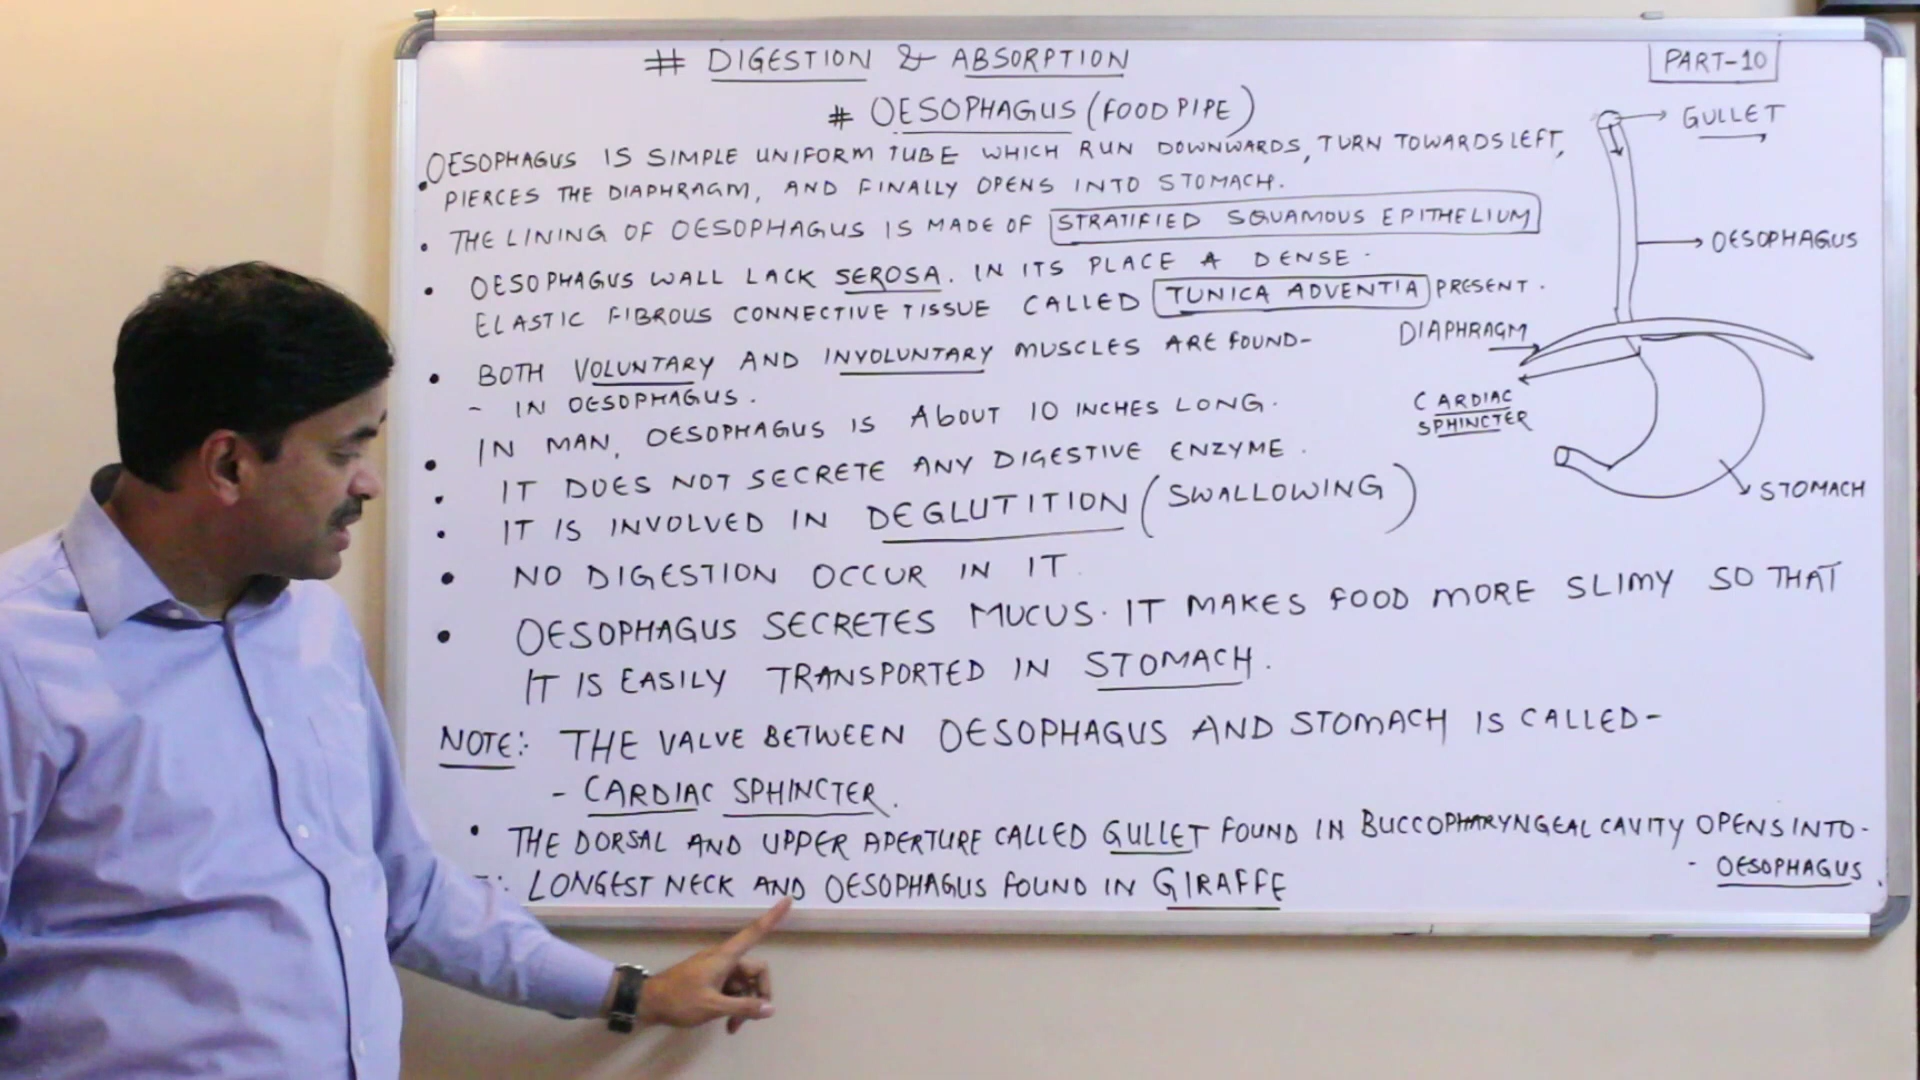 # DIGESTION & ABSORPTION
PART-10
# OESOPHAGUS (FOOD PIPE)
• OESOPHAGUS IS SIMPLE UNIFORM TUBE WHICH RUN DOWNWARDS, TURN TOWARDS LEFT,
PIERCES THE DIAPHRAGM, AND FINALLY OPENS INTO STOMACH.
• THE LINING OF OESOPHAGUS IS MADE OF STRATIFIED SQUAMOUS EPITHELIUM
• OESOPHAGUS WALL LACK SEROSA. IN ITS PLACE A DENSE -
ELASTIC FIBROUS CONNECTIVE TISSUE CALLED TUNICA ADVENTIA PRESENT.
• BOTH VOLUNTARY AND INVOLUNTARY MUSCLES ARE FOUND-
- IN OESOPHAGUS.
• IN MAN, OESOPHAGUS IS AbOUT 10 INCHES LONG.
• IT DOES NOT SECRETE ANY DIGESTIVE ENZYME.
• IT IS INVOLVED IN DEGLUTITION (SWALLOWING)
• NO DIGESTION OCCUR IN IT.
• OESOPHAGUS SECRETES MUCUS. IT MAKES FOOD MORE SLIMY SO THAT
IT IS EASILY TRANSPORTED IN STOMACH.
NOTE: THE VALVE BETWEEN OESOPHAGUS AND STOMACH IS CALLED-
- CARDIAC SPHINCTER.
• THE DORSAL AND UPPER APERTURE CALLED GULLET FOUND IN BUCCOPHARYNGEAL CAVITY OPENS INTO-
- OESOPHAGUS.
: LONGEST NECK AND OESOPHAGUS FOUND IN GIRAFFE
GULLET
OESOPHAGUS
DIAPHRAGM
CARDIAC
SPHINCTER
STOMACH